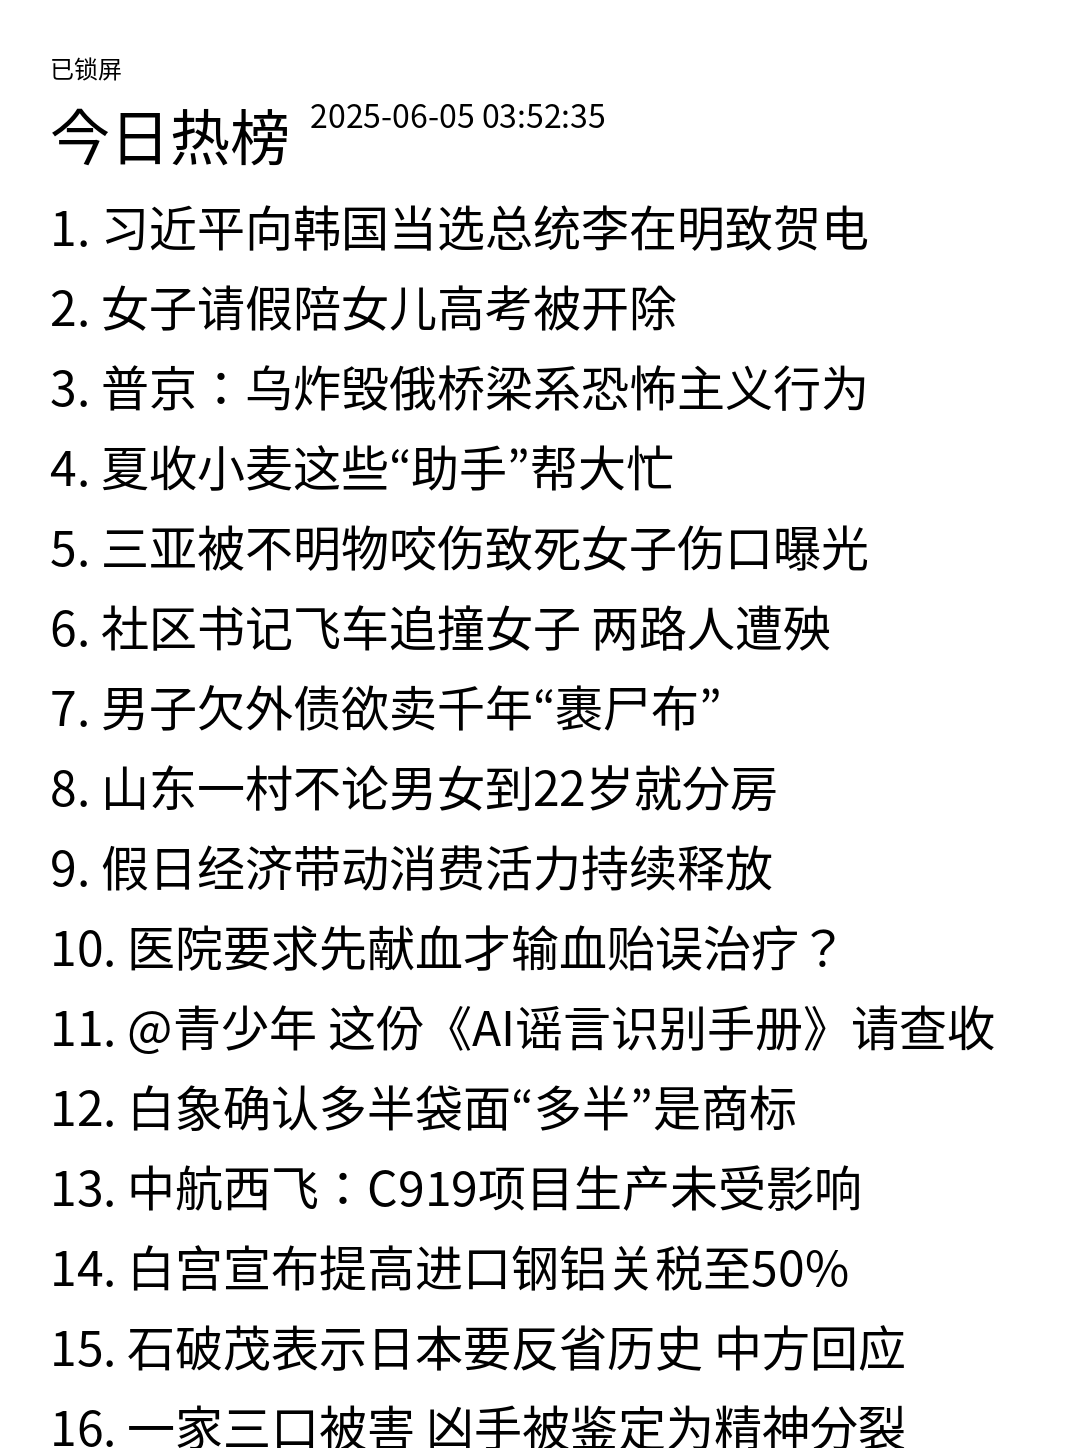 已锁屏
今日热榜 2025-06-05 03:52:35
1. 习近平向韩国当选总统李在明致贺电
2. 女子请假陪女儿高考被开除
3. 普京：乌炸毁俄桥梁系恐怖主义行为
4. 夏收小麦这些“助手”帮大忙
5. 三亚被不明物咬伤致死女子伤口曝光
6. 社区书记飞车追撞女子 两路人遭殃
7. 男子欠外债欲卖千年“裹尸布”
8. 山东一村不论男女到22岁就分房
9. 假日经济带动消费活力持续释放
10. 医院要求先献血才输血贻误治疗？
11. @青少年 这份《AI谣言识别手册》请查收
12. 白象确认多半袋面“多半”是商标
13. 中航西飞：C919项目生产未受影响
14. 白宫宣布提高进口钢铝关税至50%
15. 石破茂表示日本要反省历史 中方回应
16. 一家三口被害 凶手被鉴定为精神分裂